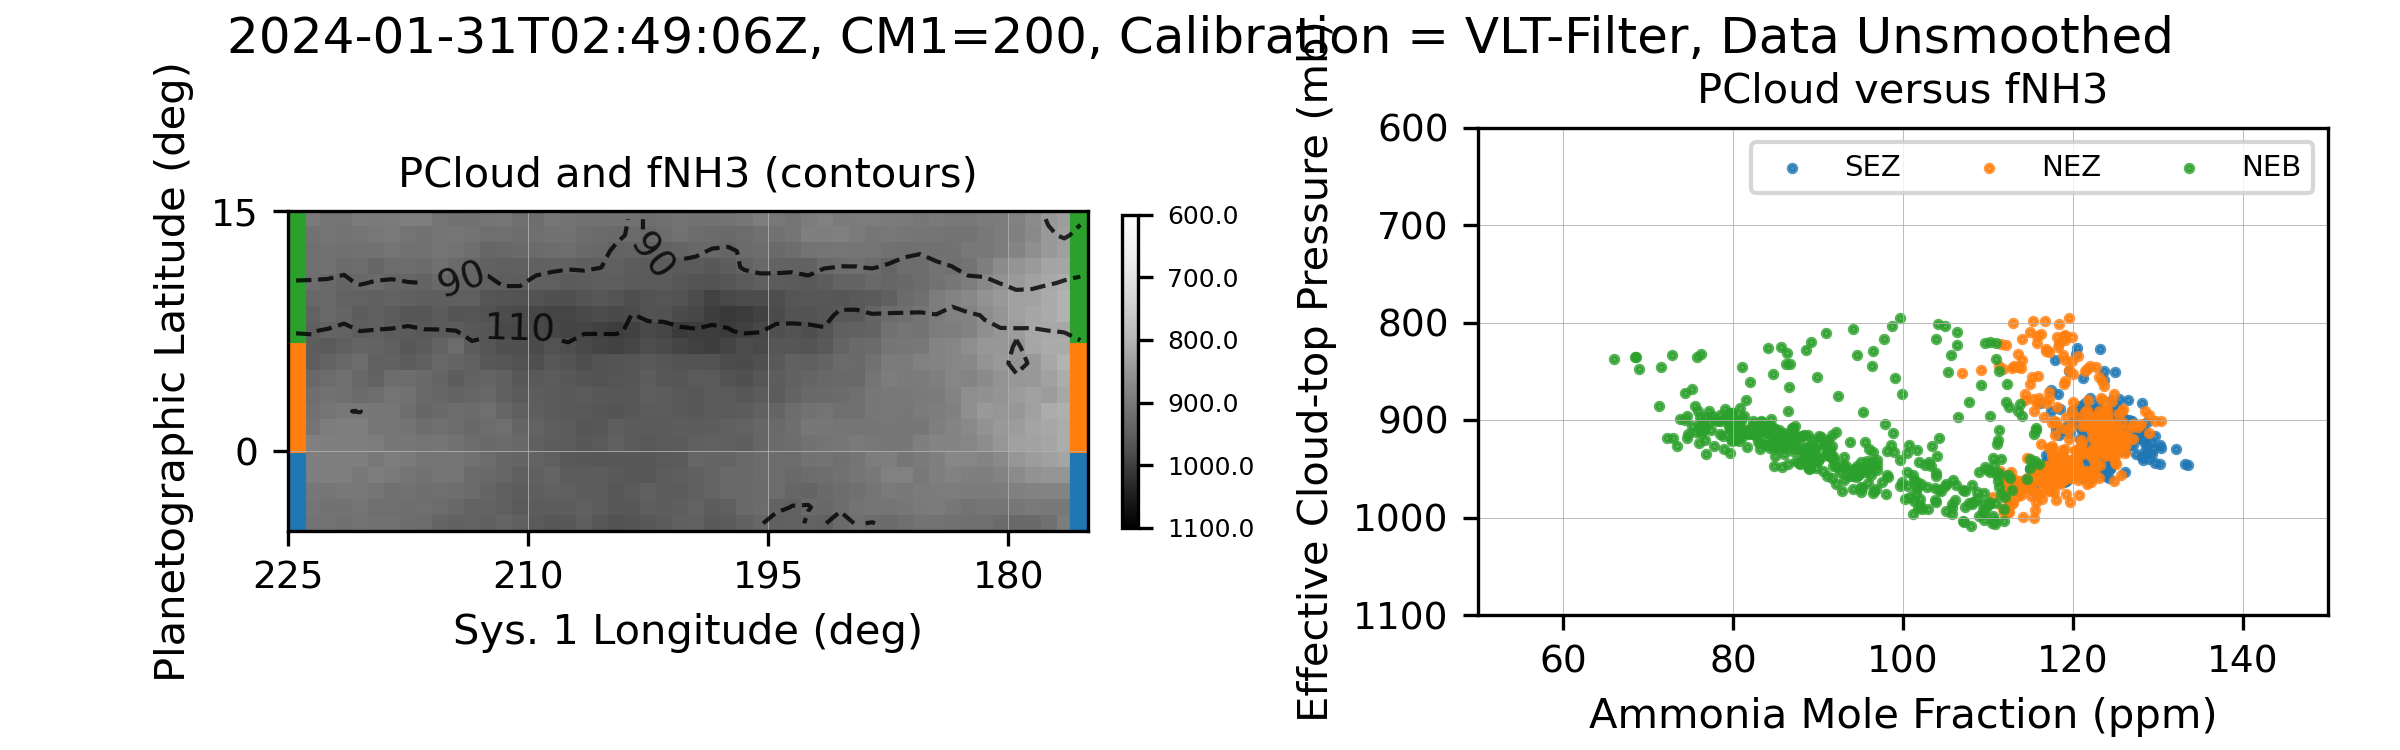 2024-01-31T02:49:06Z, CM1=200, Calibration = VLT-Filter, Data Unsmoothed
PCloud and fNH3 (contours)
Planetographic Latitude (deg)
15
0
90
90
110
225 210 195 180
Sys. 1 Longitude (deg)
600.0
700.0
800.0
900.0
1000.0
1100.0
PCloud versus fNH3
Effective Cloud-top Pressure (mb)
600
700
800
900
1000
1100
SEZ NEZ NEB
60 80 100 120 140
Ammonia Mole Fraction (ppm)